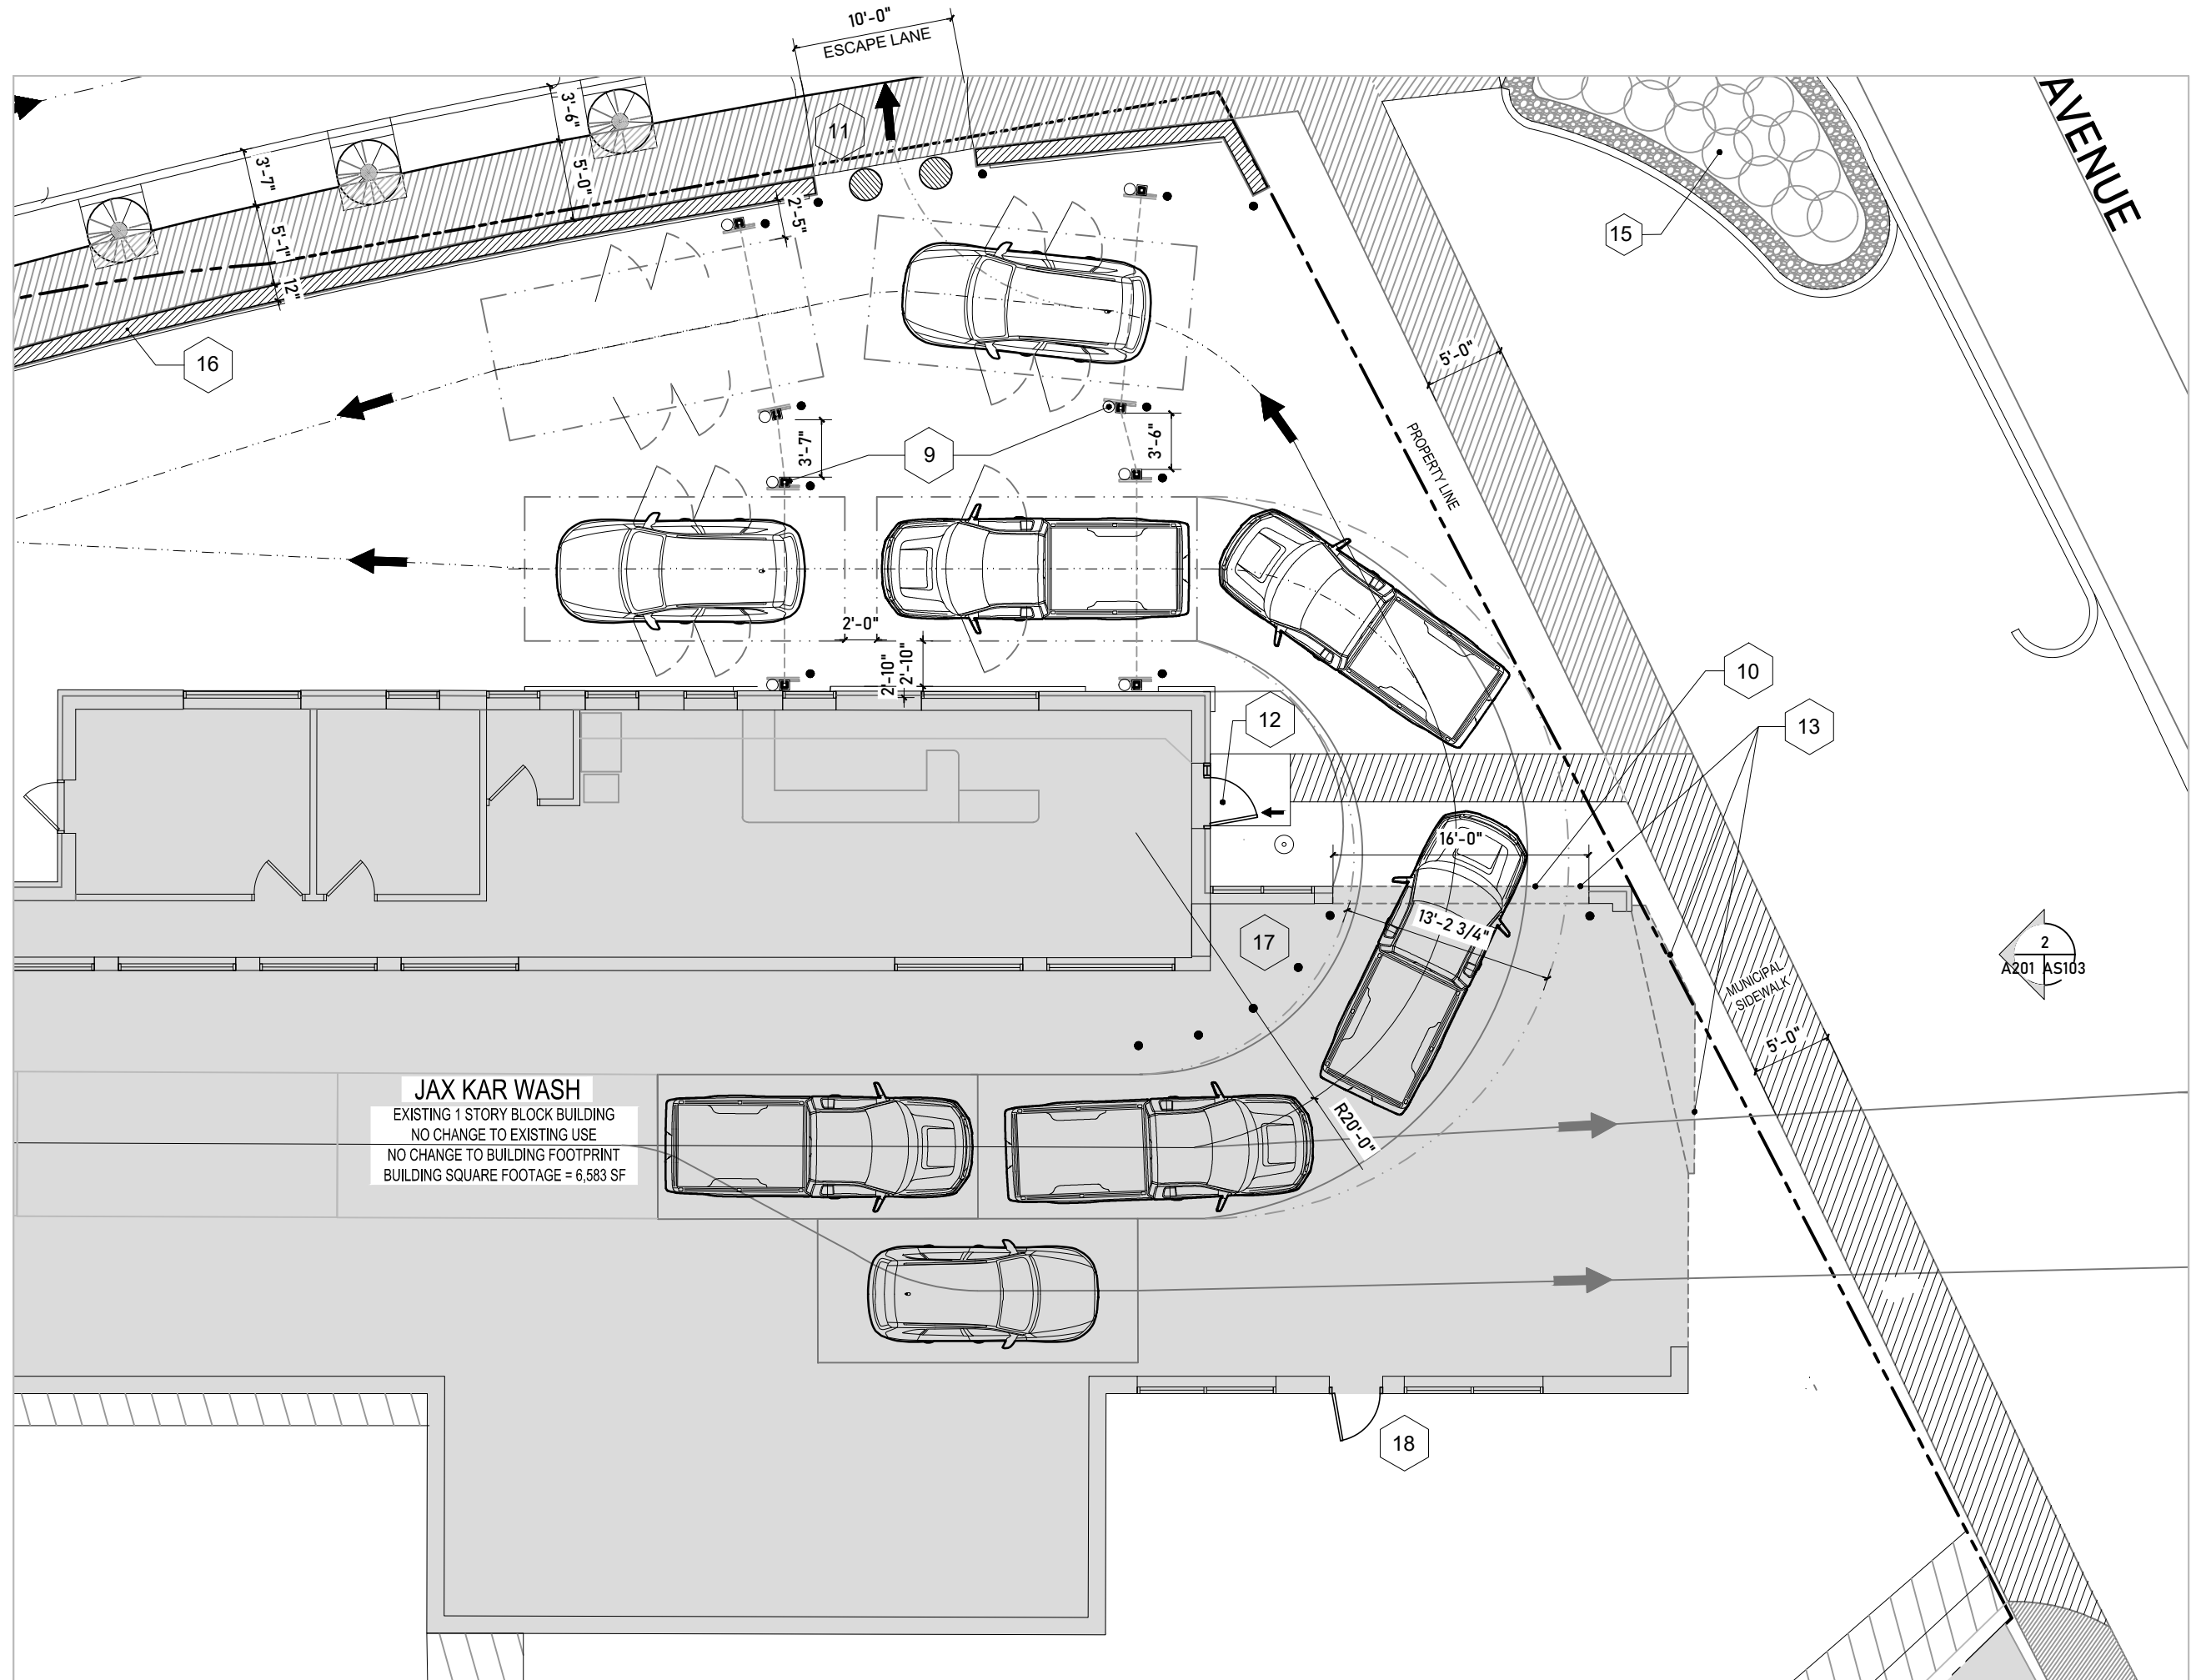 10'-0"
ESCAPE LANE
AVENUE
3'-6"
11
3'-7"
5'-0"
2'-5"
15
5'-1"
12"
16
5'-0"
PROPERTY LINE
9
3'-7"
3'-6"
2'-0"
2'-10"
2'-10"
10
12
13
16'-0"
13'-2 3/4"
17
2
A201 AS103
MUNICIPAL
SIDEWALK
5'-0"
JAX KAR WASH
EXISTING 1 STORY BLOCK BUILDING
NO CHANGE TO EXISTING USE
NO CHANGE TO BUILDING FOOTPRINT
BUILDING SQUARE FOOTAGE = 6,583 SF
R20'-0"
18